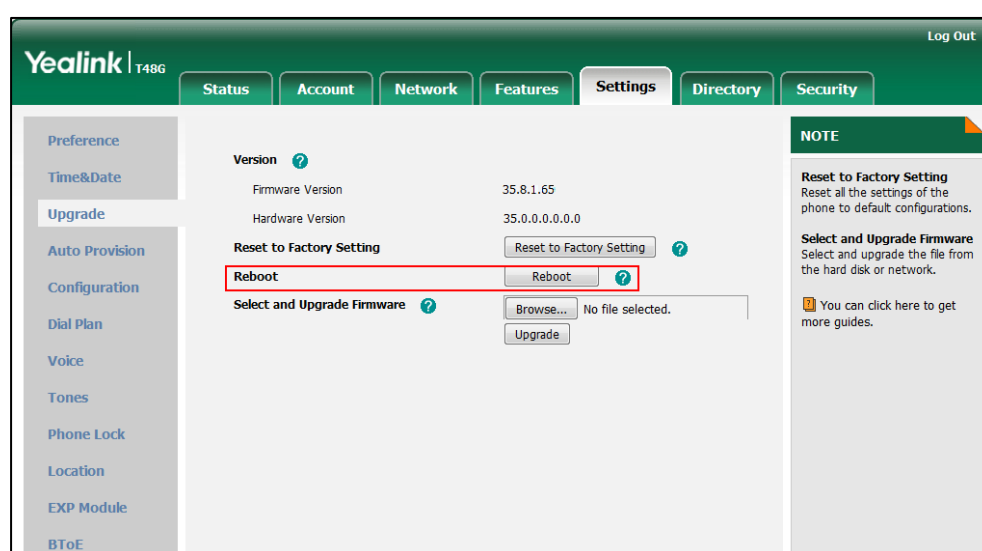 Log Out
Yealink | T48G
Status Account Network Features Settings Directory Security
Preference
Time&Date
Upgrade
Auto Provision
Configuration
Dial Plan
Voice
Tones
Phone Lock
Location
EXP Module
BToE
Version ?
Firmware Version 35.8.1.65
Hardware Version 35.0.0.0.0.0
Reset to Factory Setting Reset to Factory Setting ?
Reboot Reboot ?
Select and Upgrade Firmware ? Browse... No file selected.
Upgrade
NOTE
Reset to Factory Setting
Reset all the settings of the
phone to default configurations.
Select and Upgrade Firmware
Select and upgrade the file from
the hard disk or network.
? You can click here to get
more guides.